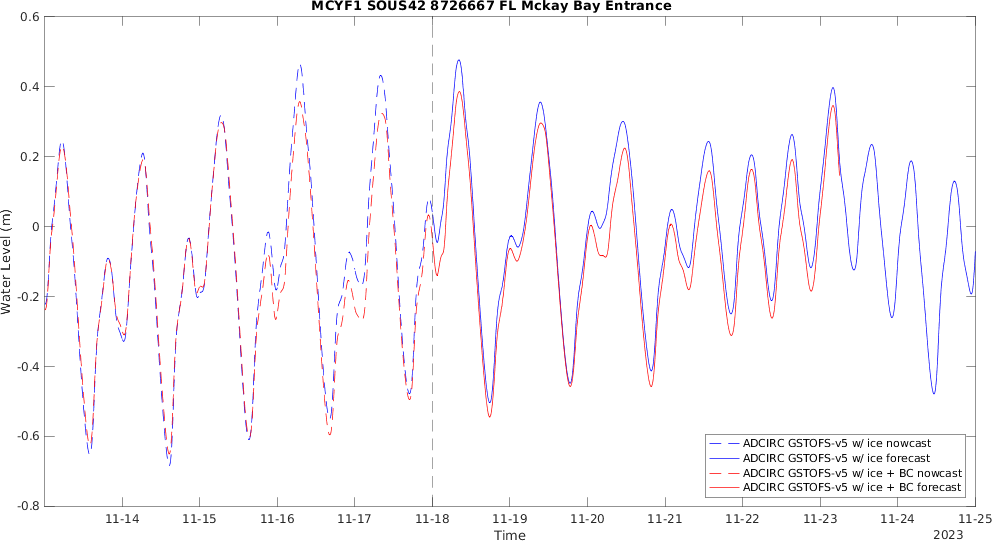 MCYF1 SOUS42 8726667 FL Mckay Bay Entrance
0.6
0.4
0.2
0
-0.2
-0.4
-0.6
-0.8
Water Level (m)
ADCIRC GSTOFS-v5 w/ ice nowcast
ADCIRC GSTOFS-v5 w/ ice forecast
ADCIRC GSTOFS-v5 w/ ice + BC nowcast
ADCIRC GSTOFS-v5 w/ ice + BC forecast
11-14 11-15 11-16 11-17 11-18 11-19 11-20 11-21 11-22 11-23 11-24 11-25
Time
2023